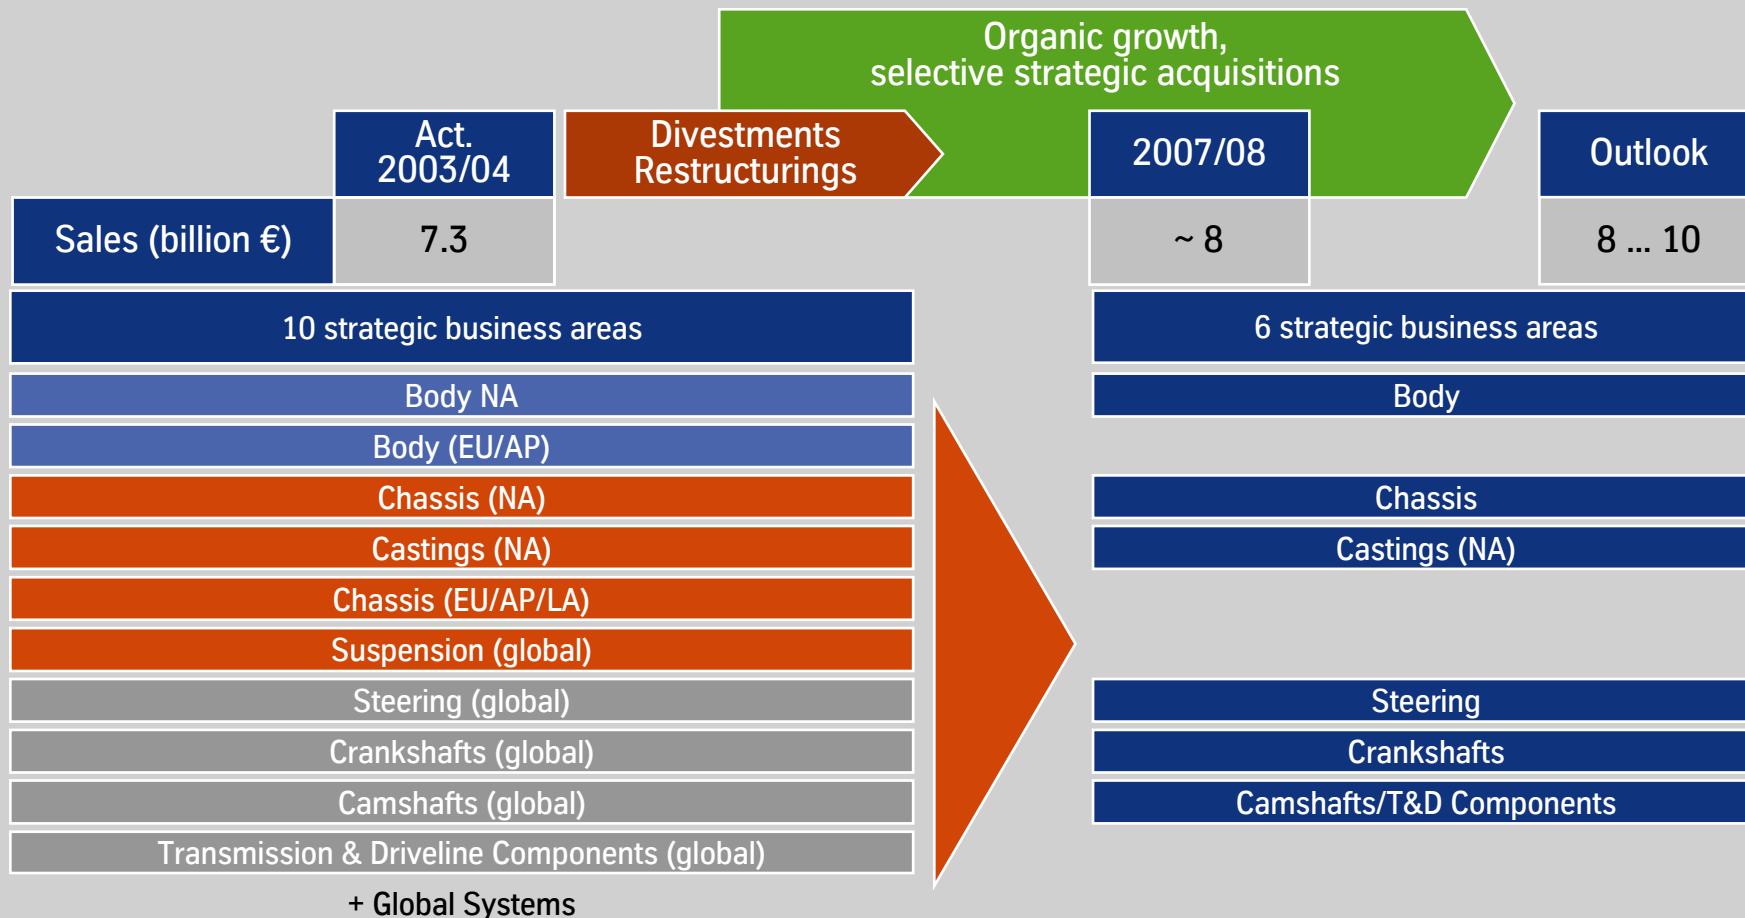 Organic growth,
selective strategic acquisitions
Act.
2003/04
Divestments
Restructurings
2007/08
Outlook
Sales (billion €)
7.3
~ 8
8 ... 10
10 strategic business areas
6 strategic business areas
Body NA
Body
Body (EU/AP)
Chassis (NA)
Chassis
Castings (NA)
Castings (NA)
Chassis (EU/AP/LA)
Suspension (global)
Steering (global)
Steering
Crankshafts (global)
Crankshafts
Camshafts (global)
Camshafts/T&D Components
Transmission & Driveline Components (global)
+ Global Systems